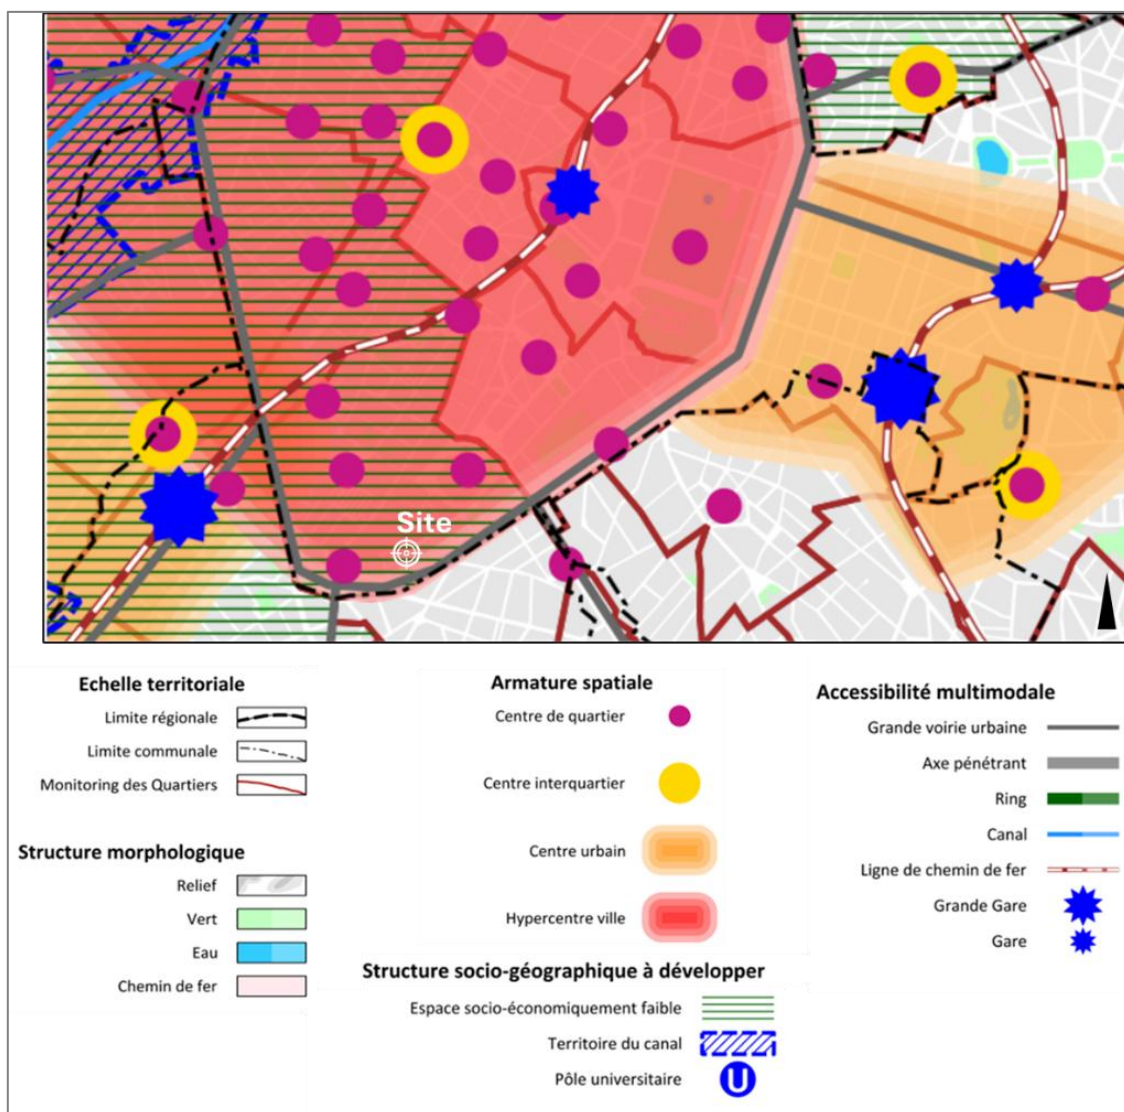 Site
Echelle territoriale
Limite régionale
Limite communale
Monitoring des Quartiers
Structure morphologique
Relief
Vert
Eau
Chemin de fer
Armature spatiale
Centre de quartier
Centre interquartier
Centre urbain
Hypercentre ville
Structure socio-géographique à développer
Espace socio-économiquement faible
Territoire du canal
Pôle universitaire
U
Accessibilité multimodale
Grande voirie urbaine
Axe pénétrant
Ring
Canal
Ligne de chemin de fer
Grande Gare
Gare